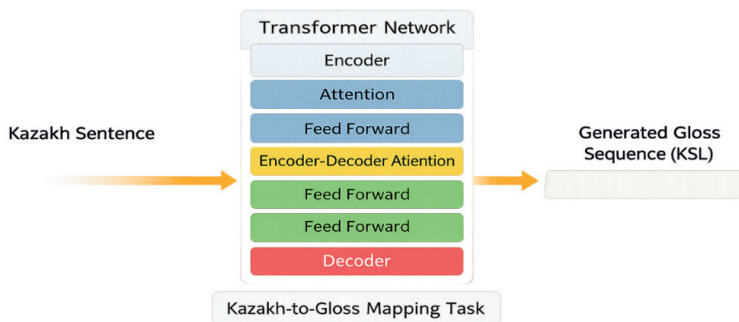 Transformer Network
Encoder
Attention
Feed Forward
Kazakh Sentence
Encoder-Decoder Atiention
Feed Forward
Feed Forward
Decoder
Generated Gloss
Sequence (KSL)
Kazakh-to-Gloss Mapping Task